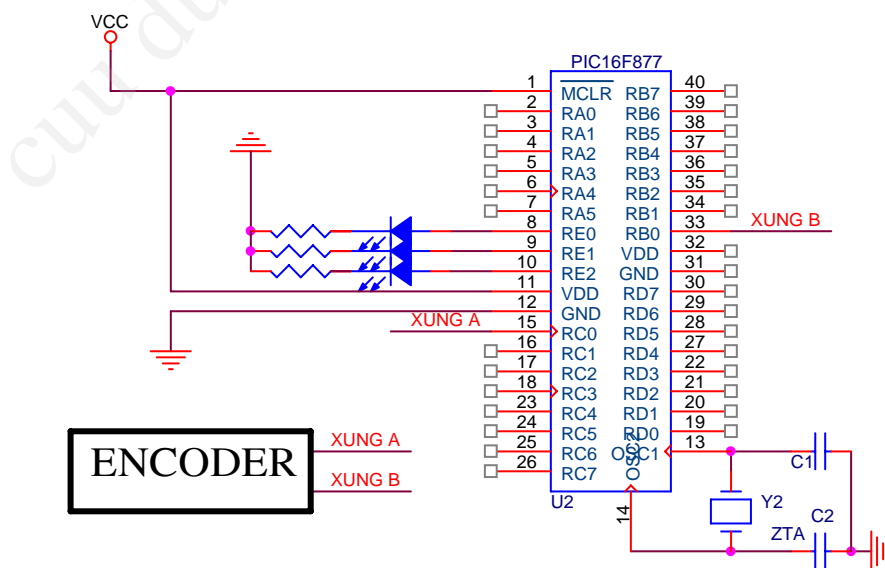 cuu du
VCC
PIC16F877
1 MCLR RB7 40
2 RA0 RB6 39
3 RA1 RB5 38
4 RA2 RB4 37
5 RA3 RB3 36
6 RA4 RB2 35
7 RA5 RB1 34
8 RE0 RB0 33 XUNG B
9 RE1 VDD 32
10 RE2 GND 31
11 VDD RD7 30
12 GND RD6 29
XUNG A 15 RC0 RD5 28
16 RC1 RD4 27
17 RC2 RD3 22
18 RC3 RD2 21
23 RC4 RD1 20
24 RC5 RD0 19
25 RC6 OSC1 13
26 RC7 OSC2 14
U2
C1
Y2
ZTA
C2
ENCODER
XUNG A
XUNG B